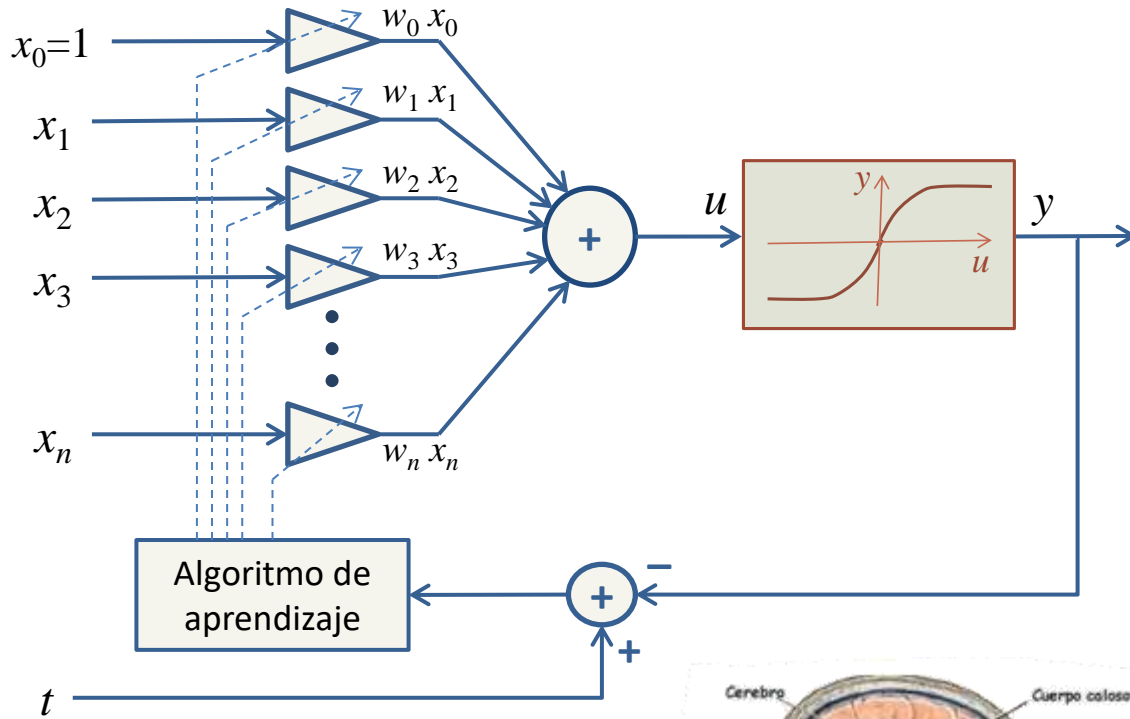 x₀=1
w₀ x₀
x₁
w₁ x₁
x₂
w₂ x₂
x₃
w₃ x₃
xₙ
wₙ xₙ
+
u
y
u
y
Algoritmo de
aprendizaje
+
−
+
t
Cerebro
Cuerpo caloso